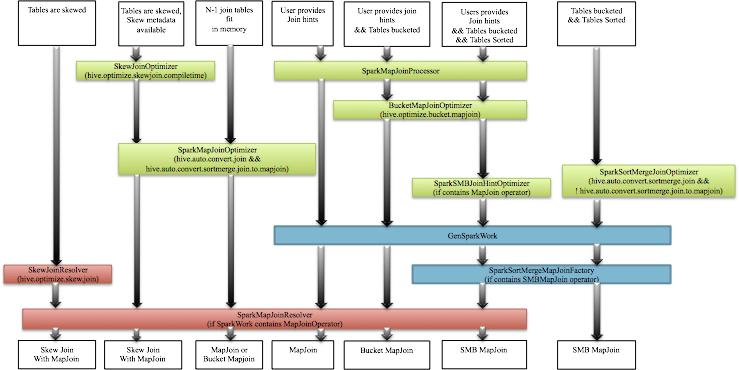 Tables are skewed
Tables are skewed,
Skew metadata
available
N-1 join tables
fit
in memory
User provides
Join hints
User provides join
hints
&& Tables bucketed
Users provides
Join hints
&& Tables bucketed
&& Tables Sorted
Tables bucketed
&& Tables Sorted
SkewJoinOptimizer
(hive.optimize.skewjoin.compiletime)
SparkMapJoinProcessor
BucketMapJoinOptimizer
(hive.optimize.bucket.mapjoin)
SparkMapJoinOptimizer
(hive.auto.convert.join &&
hive.auto.convert.sortmerge.join.to.mapjoin)
SparkSMBJoinHintOptimizer
(if contains MapJoin operator)
SparkSortMergeJoinOptimizer
(hive.auto.convert.sortmerge.join &&
! hive.auto.convert.sortmerge.join.to.mapjoin)
GenSparkWork
SkewJoinResolver
(hive.optimize.skew.join)
SparkSortMergeMapJoinFactory
(if contains SMBMapJoin operator)
SparkMapJoinResolver
(if SparkWork contains MapJoinOperator)
Skew Join
With MapJoin
Skew Join
With MapJoin
MapJoin or
Bucket Mapjoin
MapJoin
Bucket MapJoin
SMB MapJoin
SMB MapJoin